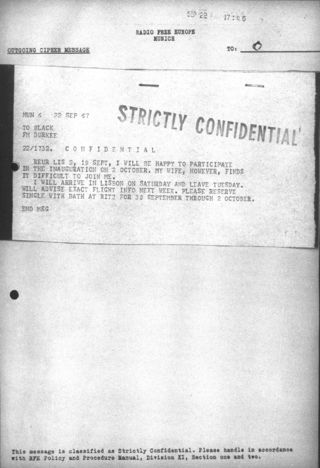 SEP 22 17:26
RADIO FREE EUROPE
MUNICH
OUTGOING CIPHER MESSAGE
TO:
STRICTLY CONFIDENTIAL
MUN 4 22 SEP 67
TO BLACK
FM DURKEE
22/1732. C O N F I D E N T I A L
REUR LIS 8, 19 SEPT, I WILL BE HAPPY TO PARTICIPATE
IN THE INAUGURATION ON 2 OCTOBER. MY WIFE, HOWEVER, FINDS
IT DIFFICULT TO JOIN ME.
I WILL ARRIVE IN LISBON ON SATURDAY AND LEAVE TUESDAY.
WILL ADVISE EXACT FLIGHT INFO NEXT WEEK. PLEASE RESERVE
SINGLE WITH BATH AT RITZ FOR 30 SEPTEMBER THROUGH 2 OCTOBER.
END MSG
This message is classified as Strictly Confidential. Please handle in accordance
with RFE Policy and Procedure Manual, Division XI, Section one and two.